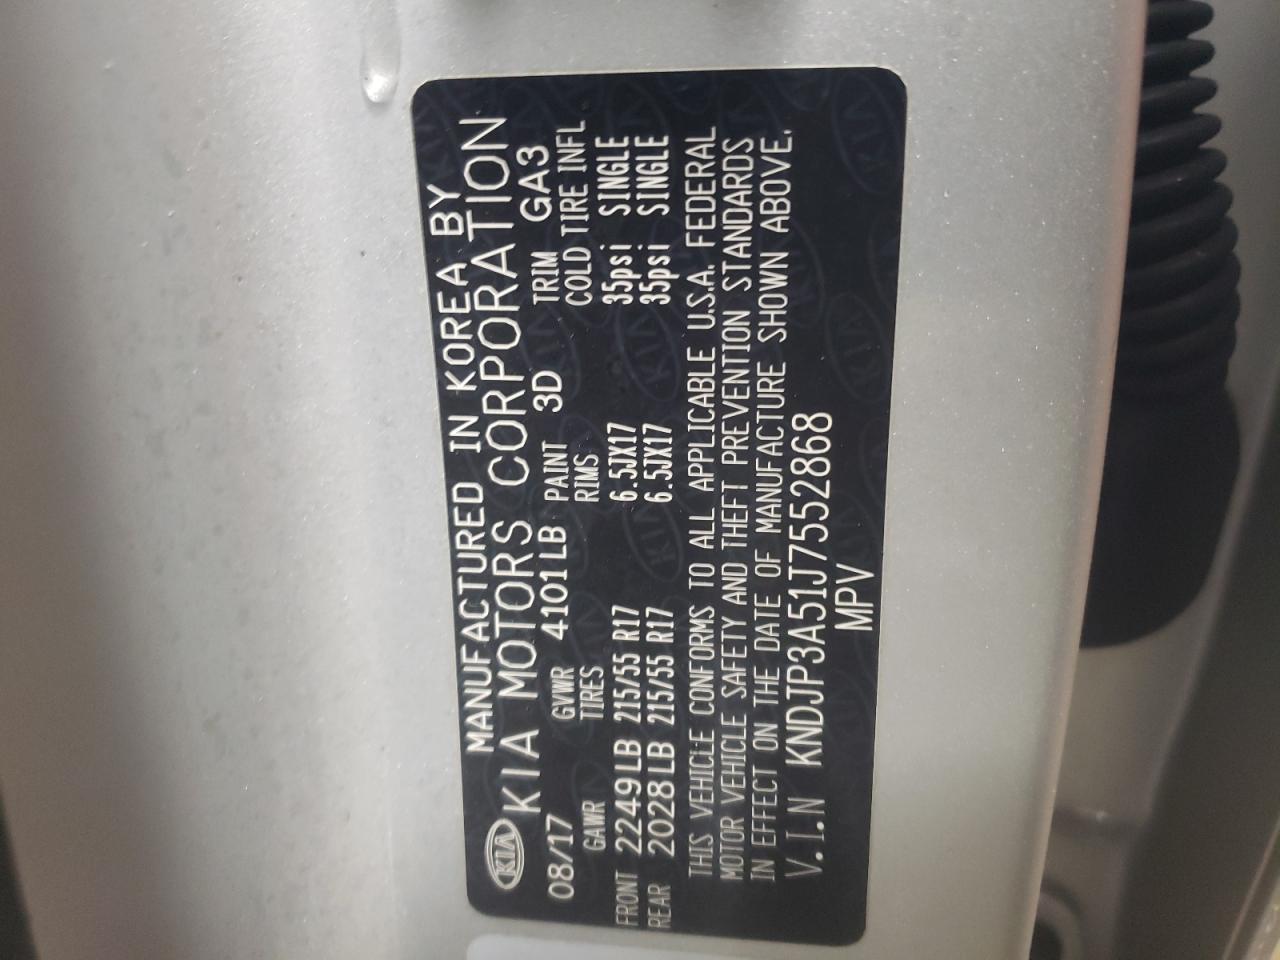 MANUFACTURED IN KOREA BY
KIA KIA MOTORS CORPORATION
08/17 GVWR 4101LB PAINT 3D TRIM GA3
GAWR TIRES RIMS COLD TIRE INFL
FRONT 2249LB 215/55 R17 6.5JX17 35psi SINGLE
REAR 2028LB 215/55 R17 6.5JX17 35psi SINGLE
THIS VEHICLE CONFORMS TO ALL APPLICABLE U.S.A. FEDERAL
MOTOR VEHICLE SAFETY AND THEFT PREVENTION STANDARDS
IN EFFECT ON THE DATE OF MANUFACTURE SHOWN ABOVE.
V.I.N KNDJP3A51J7552868
MPV